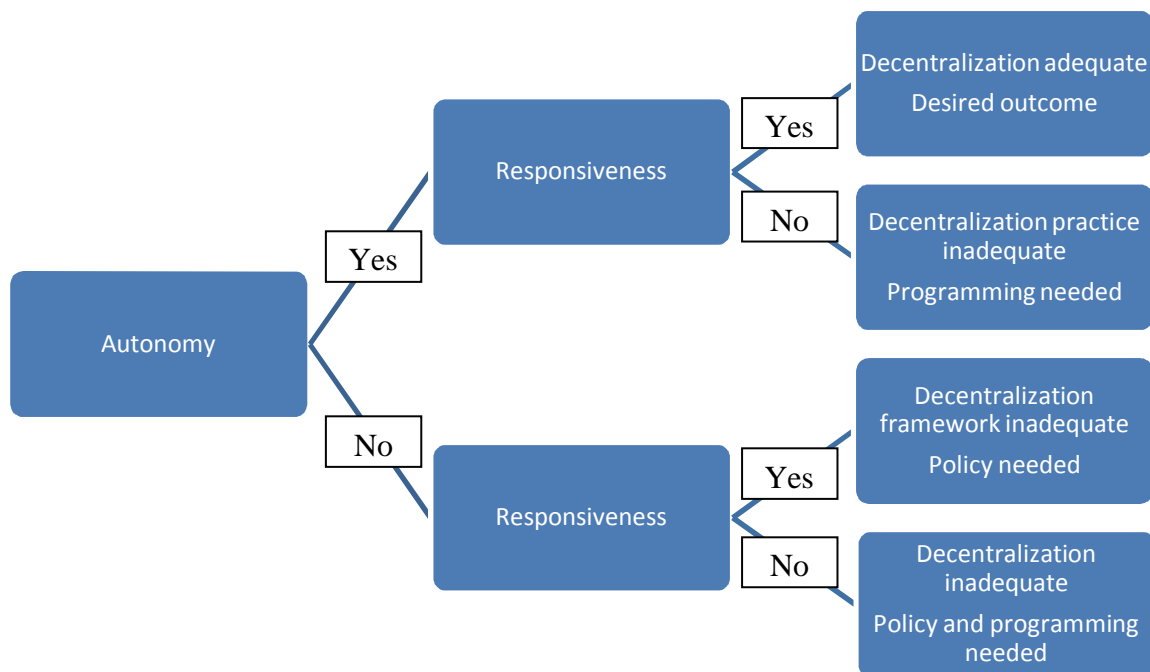 Autonomy
Yes
No
Responsiveness
Yes
No
Decentralization adequate
Desired outcome
Decentralization practice
inadequate
Programming needed
Responsiveness
Yes
No
Decentralization
framework inadequate
Policy needed
Decentralization
inadequate
Policy and programming
needed